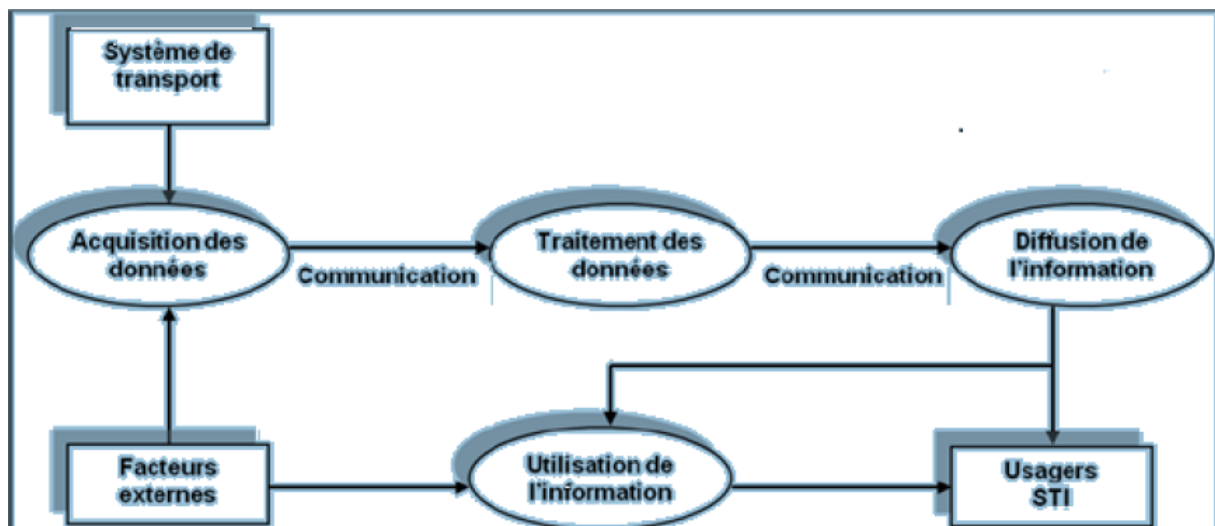 Système de
transport
Acquisition des
données
Communication
Traitement des
données
Communication
Diffusion de
l'information
Facteurs
externes
Utilisation de
l'information
Usagers
STI